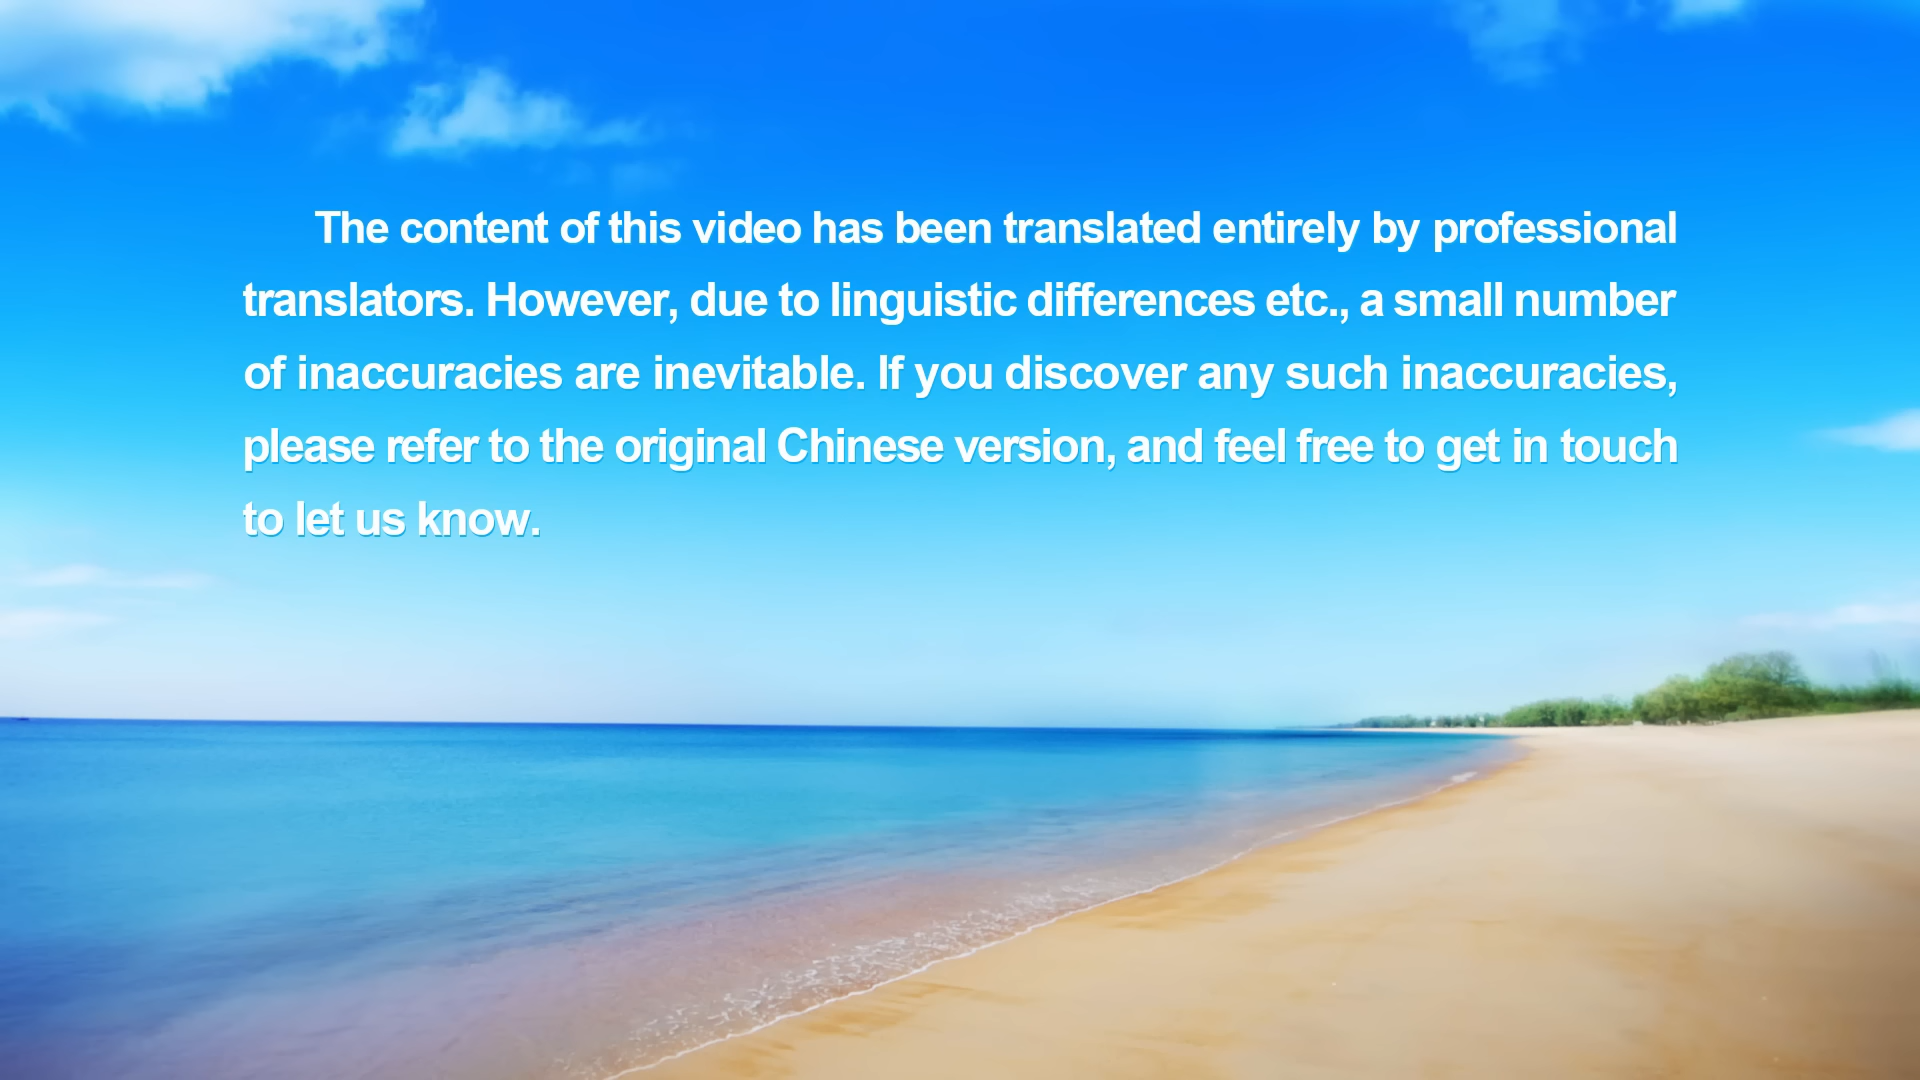 The content of this video has been translated entirely by professional
translators. However, due to linguistic differences etc., a small number
of inaccuracies are inevitable. If you discover any such inaccuracies,
please refer to the original Chinese version, and feel free to get in touch
to let us know.